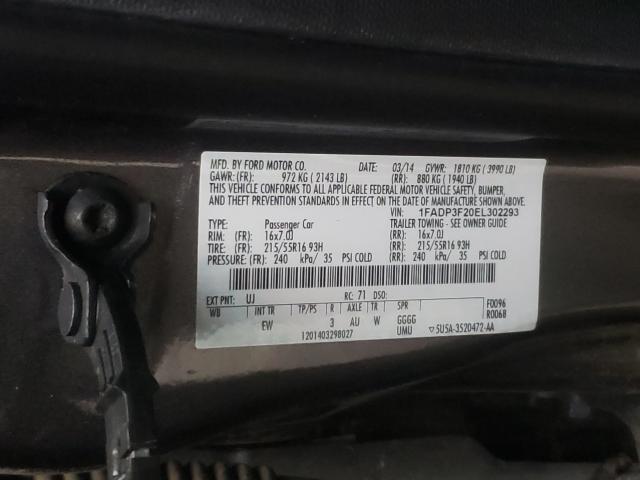 MFD. BY FORD MOTOR CO. DATE: 03/14 GVWR: 1810 KG ( 3990 LB)
GAWR: (FR): 972 KG ( 2143 LB) (RR): 880 KG ( 1940 LB)
THIS VEHICLE CONFORMS TO ALL APPLICABLE FEDERAL MOTOR VEHICLE SAFETY, BUMPER,
AND THEFT PREVENTION STANDARDS IN EFFECT ON THE DATE OF MANUFACTURE SHOWN ABOVE.
VIN: 1FADP3F20EL302293
TYPE: Passenger Car TRAILER TOWING - SEE OWNER GUIDE
RIM: (FR): 16x7.0J (RR): 16x7.0J
TIRE: (FR): 215/55R16 93H (RR): 215/55R16 93H
PRESSURE: (FR): 240 kPa/ 35 PSI COLD (RR): 240 kPa/ 35 PSI COLD
EXT PNT: UJ RC: 71 DSO:
WB INT TR TP/PS R AXLE TR SPR F0096
EW 3 AU W GGGG R006B
1201403298027 UMU ▽5U5A-3520472-AA